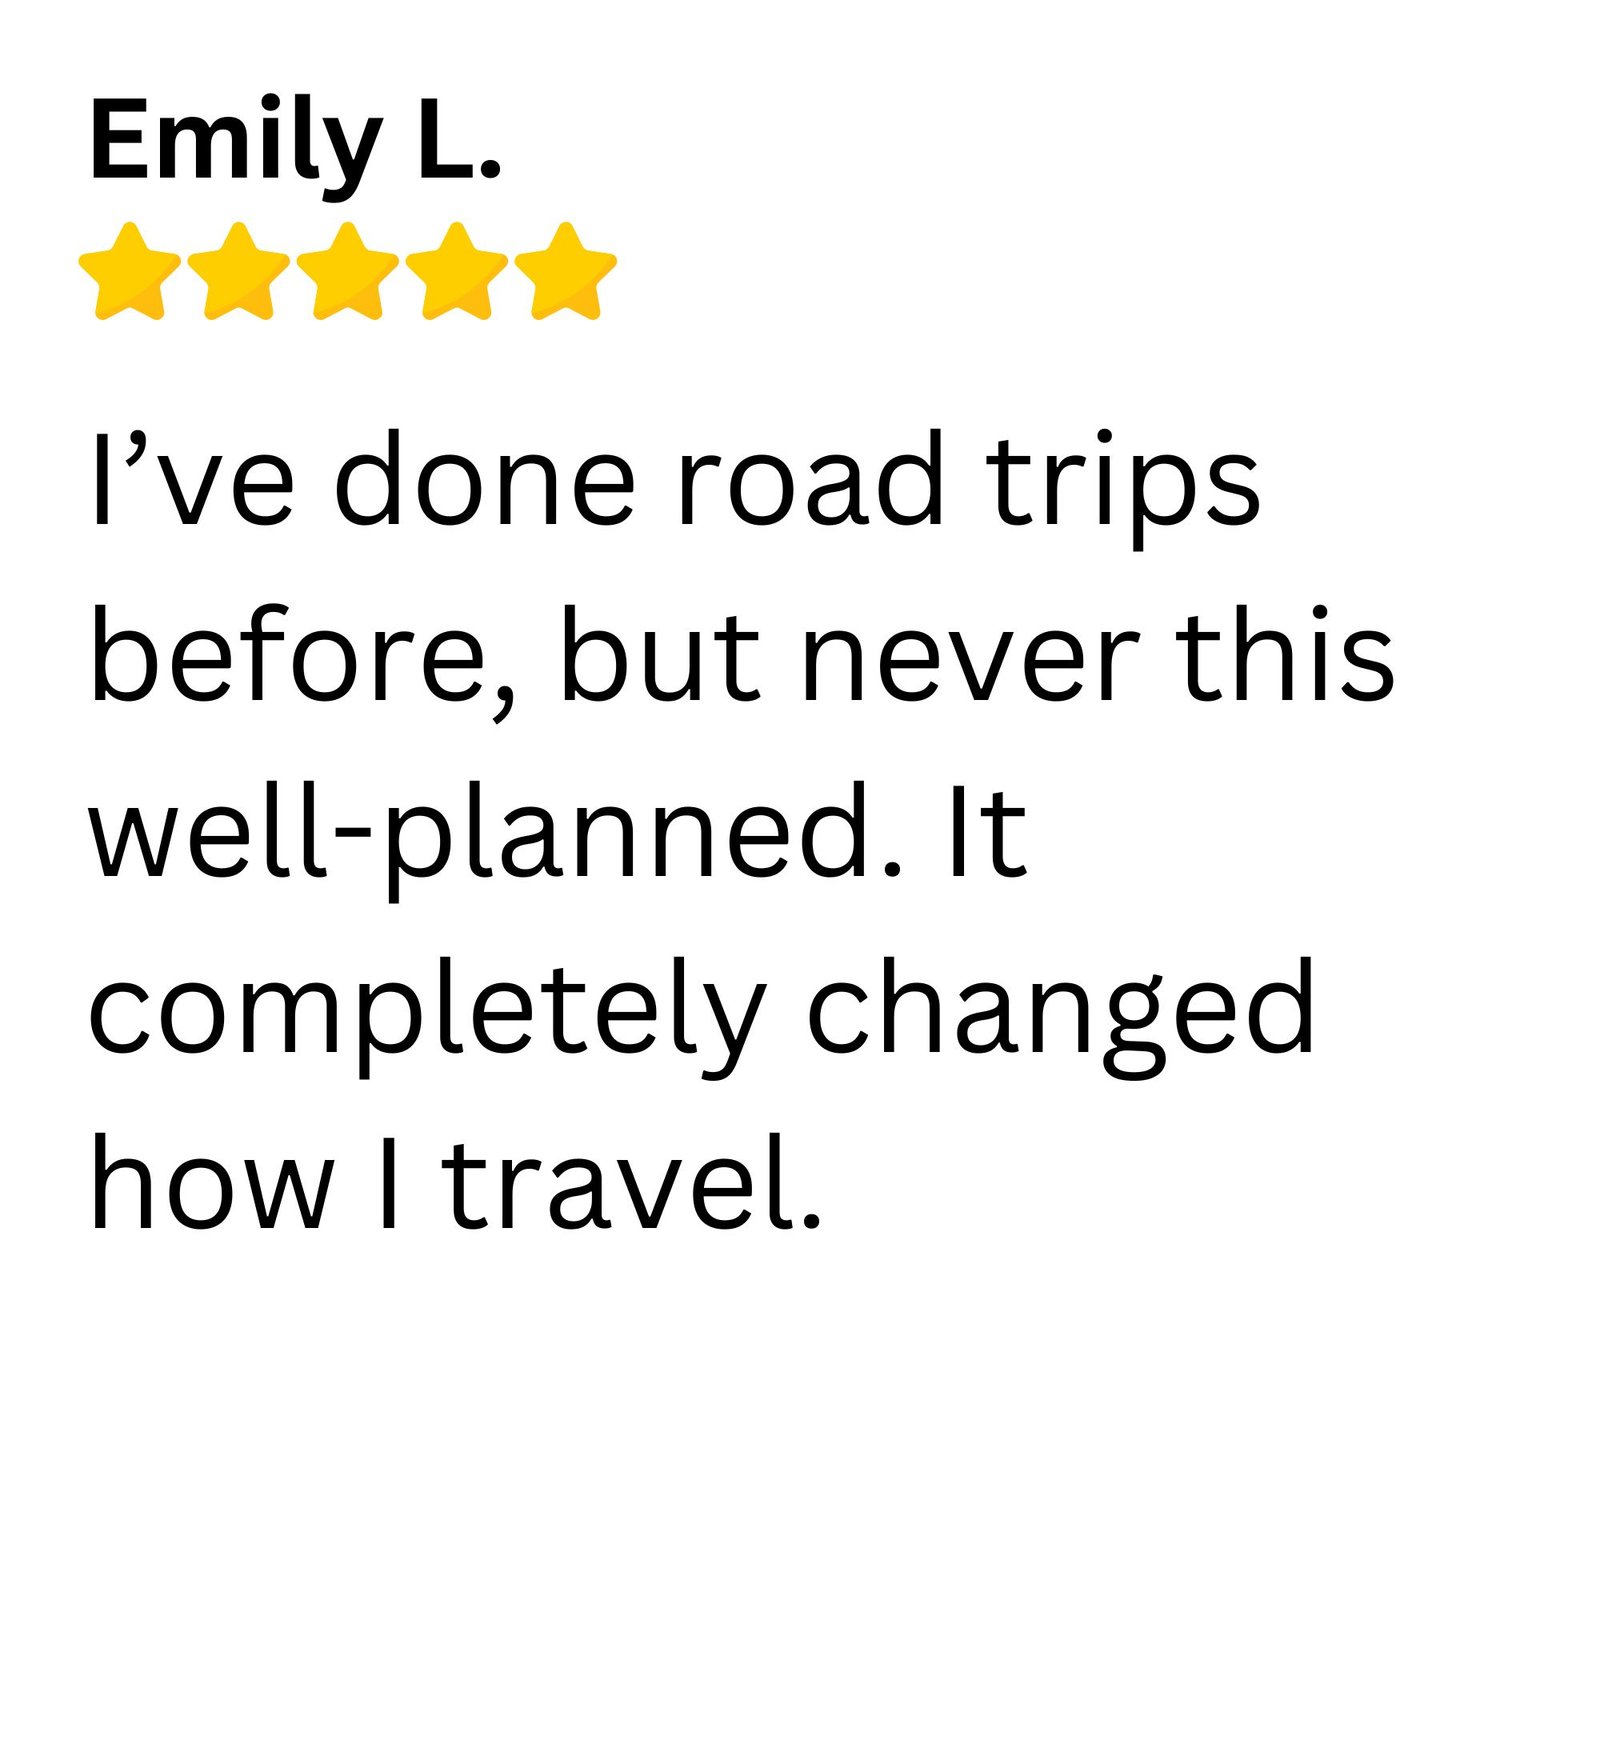 Emily L.
I’ve done road trips
before, but never this
well-planned. It
completely changed
how I travel.